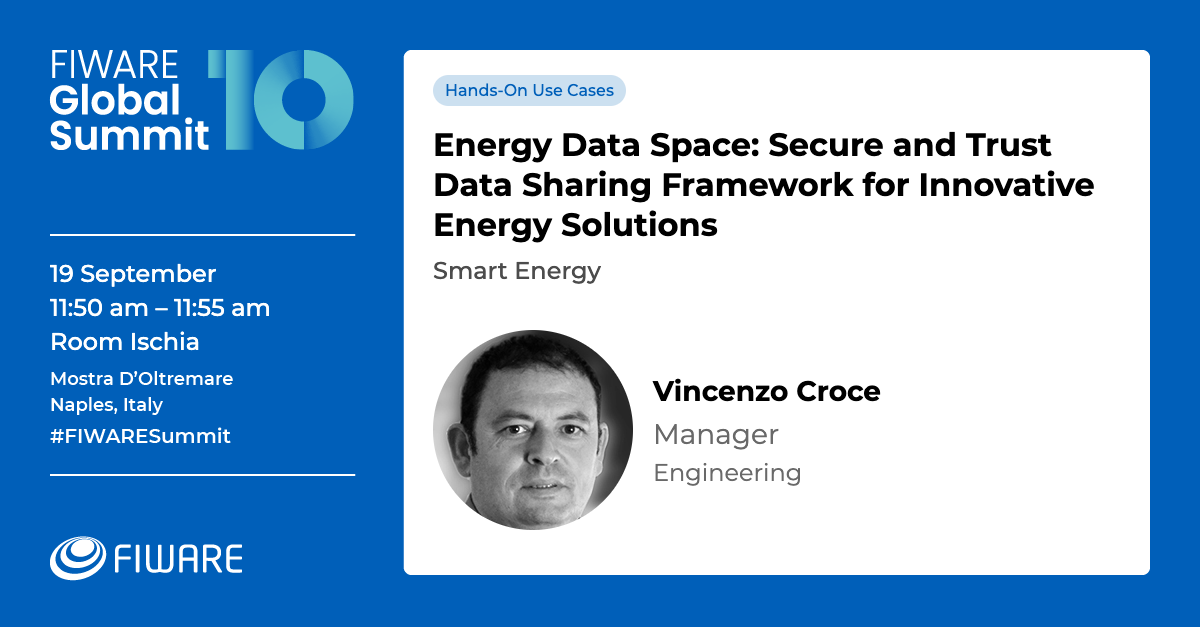 FIWARE
Global
Summit
10
19 September
11:50 am – 11:55 am
Room Ischia
Mostra D’Oltremare
Naples, Italy
#FIWARESummit
FIWARE
Hands-On Use Cases
Energy Data Space: Secure and Trust
Data Sharing Framework for Innovative
Energy Solutions
Smart Energy
Vincenzo Croce
Manager
Engineering